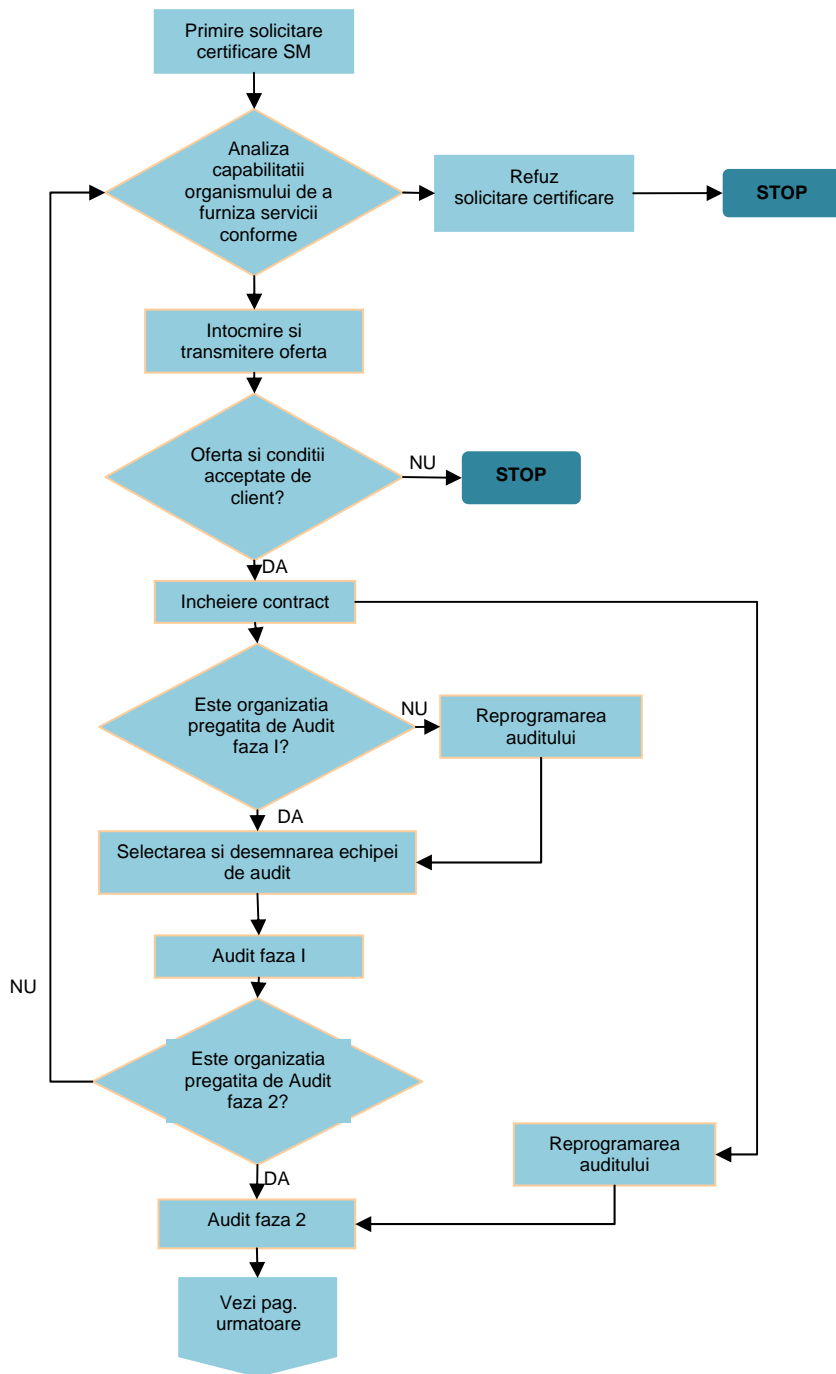 Primire solicitare
certificare SM
Analiza
capabilitatii
organismului de a
furniza servicii
conforme
Refuz
solicitare certificare
STOP
Intocmire si
transmitere oferta
Oferta si conditii
acceptate de
client?
NU
STOP
DA
Incheiere contract
Este organizatia
pregatita de Audit
faza I?
NU
Reprogramarea
auditului
DA
Selectarea si desemnarea echipei
de audit
Audit faza I
NU
Este organizatia
pregatita de Audit
faza 2?
Reprogramarea
auditului
DA
Audit faza 2
Vezi pag.
urmatoare